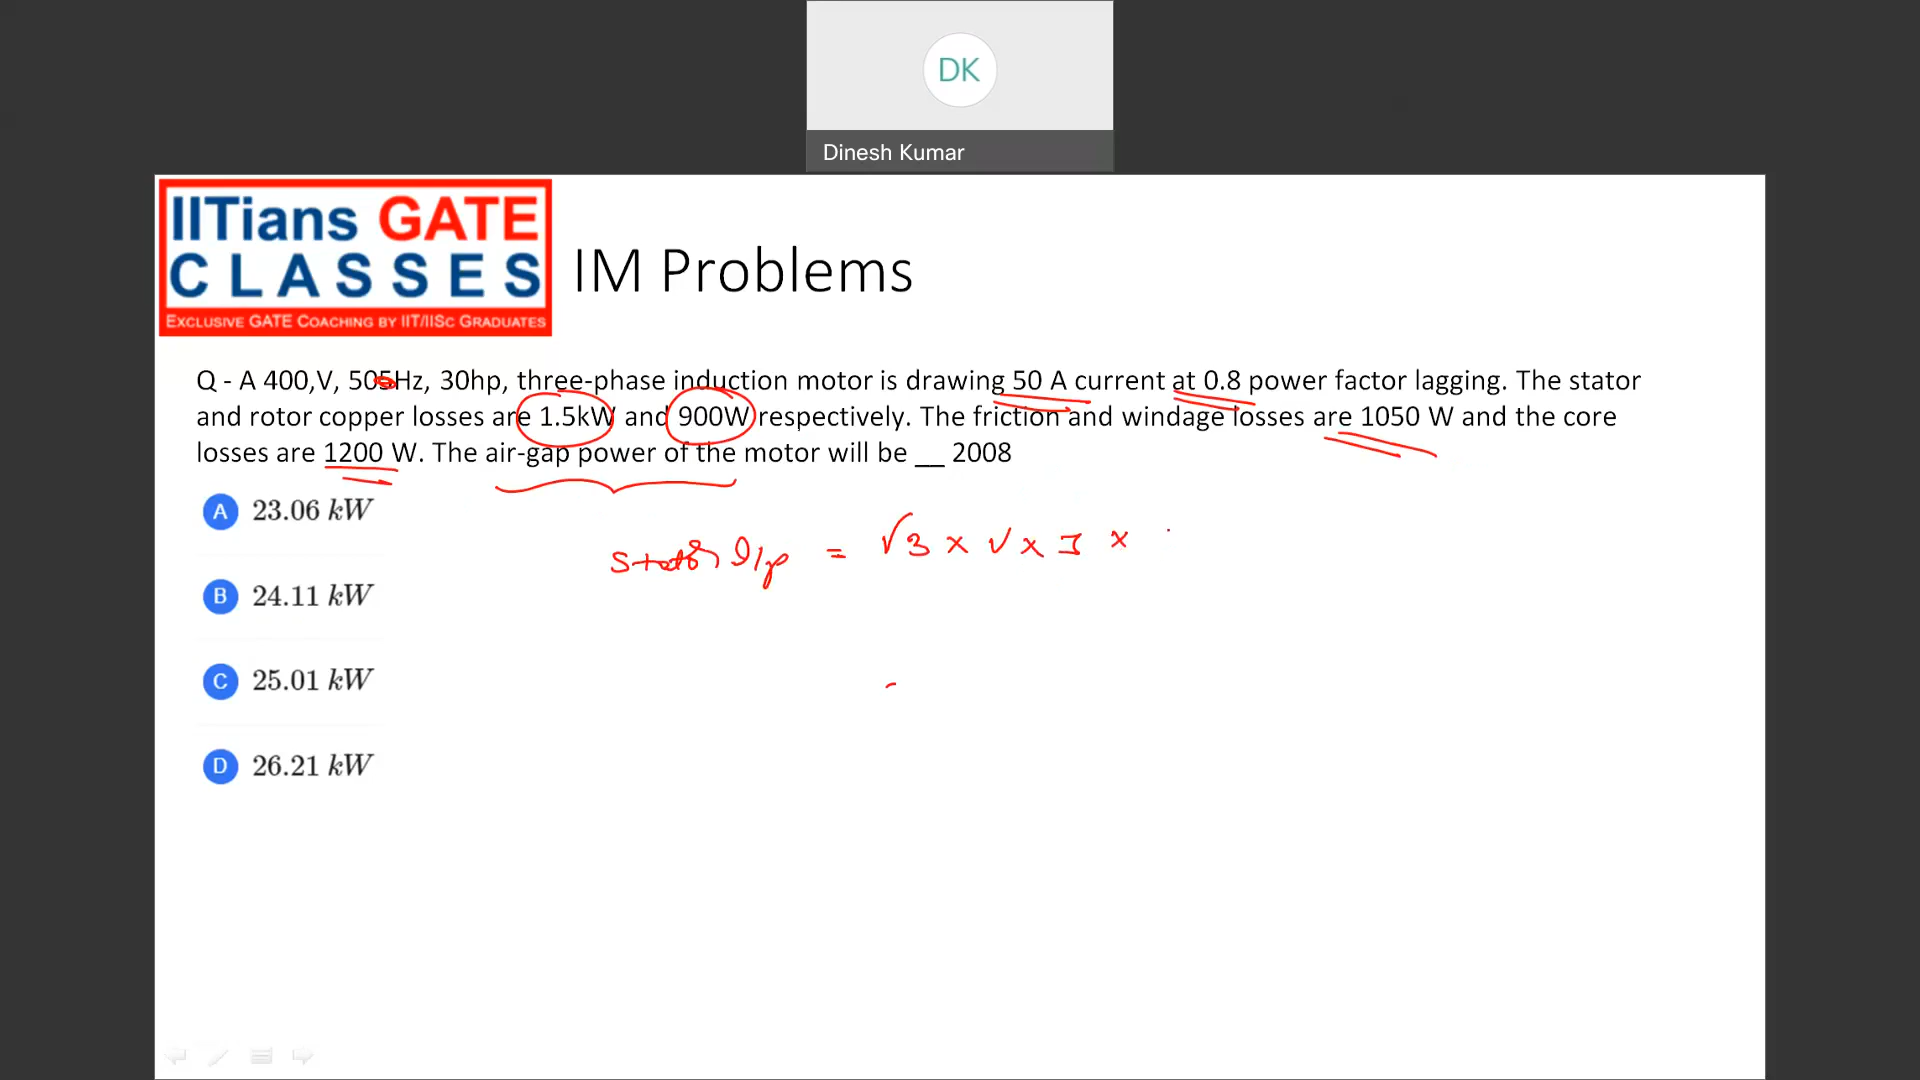 DK
Dinesh Kumar
IITians GATE
CLASSES
EXCLUSIVE GATE COACHING BY IIT/IISC GRADUATES
IM Problems
Q - A 400,V, 505Hz, 30hp, three-phase induction motor is drawing 50 A current at 0.8 power factor lagging. The stator
and rotor copper losses are 1.5kW and 900W respectively. The friction and windage losses are 1050 W and the core
losses are 1200 W. The air-gap power of the motor will be __ 2008
A 23.06 kW
stator I/p = √3 × V × I ×
B 24.11 kW
C 25.01 kW
D 26.21 kW